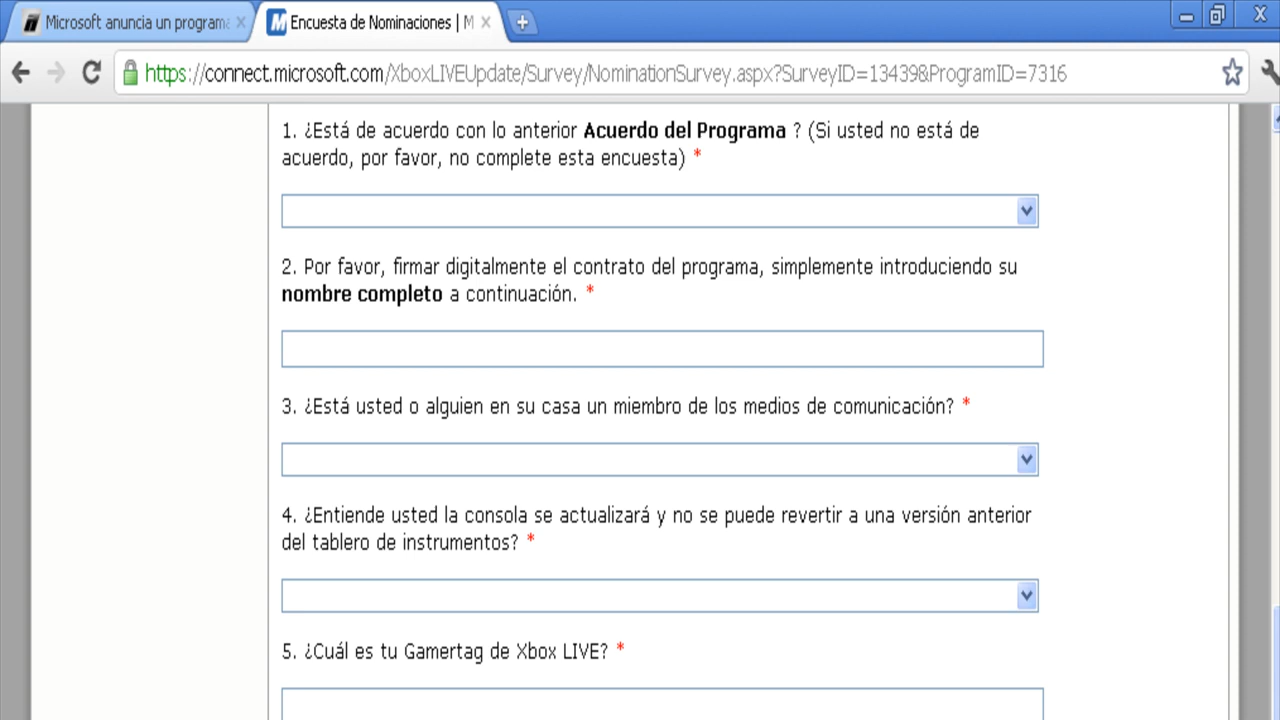 Microsoft anuncia un programa
Encuesta de Nominaciones | M
https://connect.microsoft.com/XboxLIVEUpdate/Survey/NominationSurvey.aspx?SurveyID=13439&ProgramID=7316
1. ¿Está de acuerdo con lo anterior Acuerdo del Programa ? (Si usted no está de
acuerdo, por favor, no complete esta encuesta) *
2. Por favor, firmar digitalmente el contrato del programa, simplemente introduciendo su
nombre completo a continuación. *
3. ¿Está usted o alguien en su casa un miembro de los medios de comunicación? *
4. ¿Entiende usted la consola se actualizará y no se puede revertir a una versión anterior
del tablero de instrumentos? *
5. ¿Cuál es tu Gamertag de Xbox LIVE? *